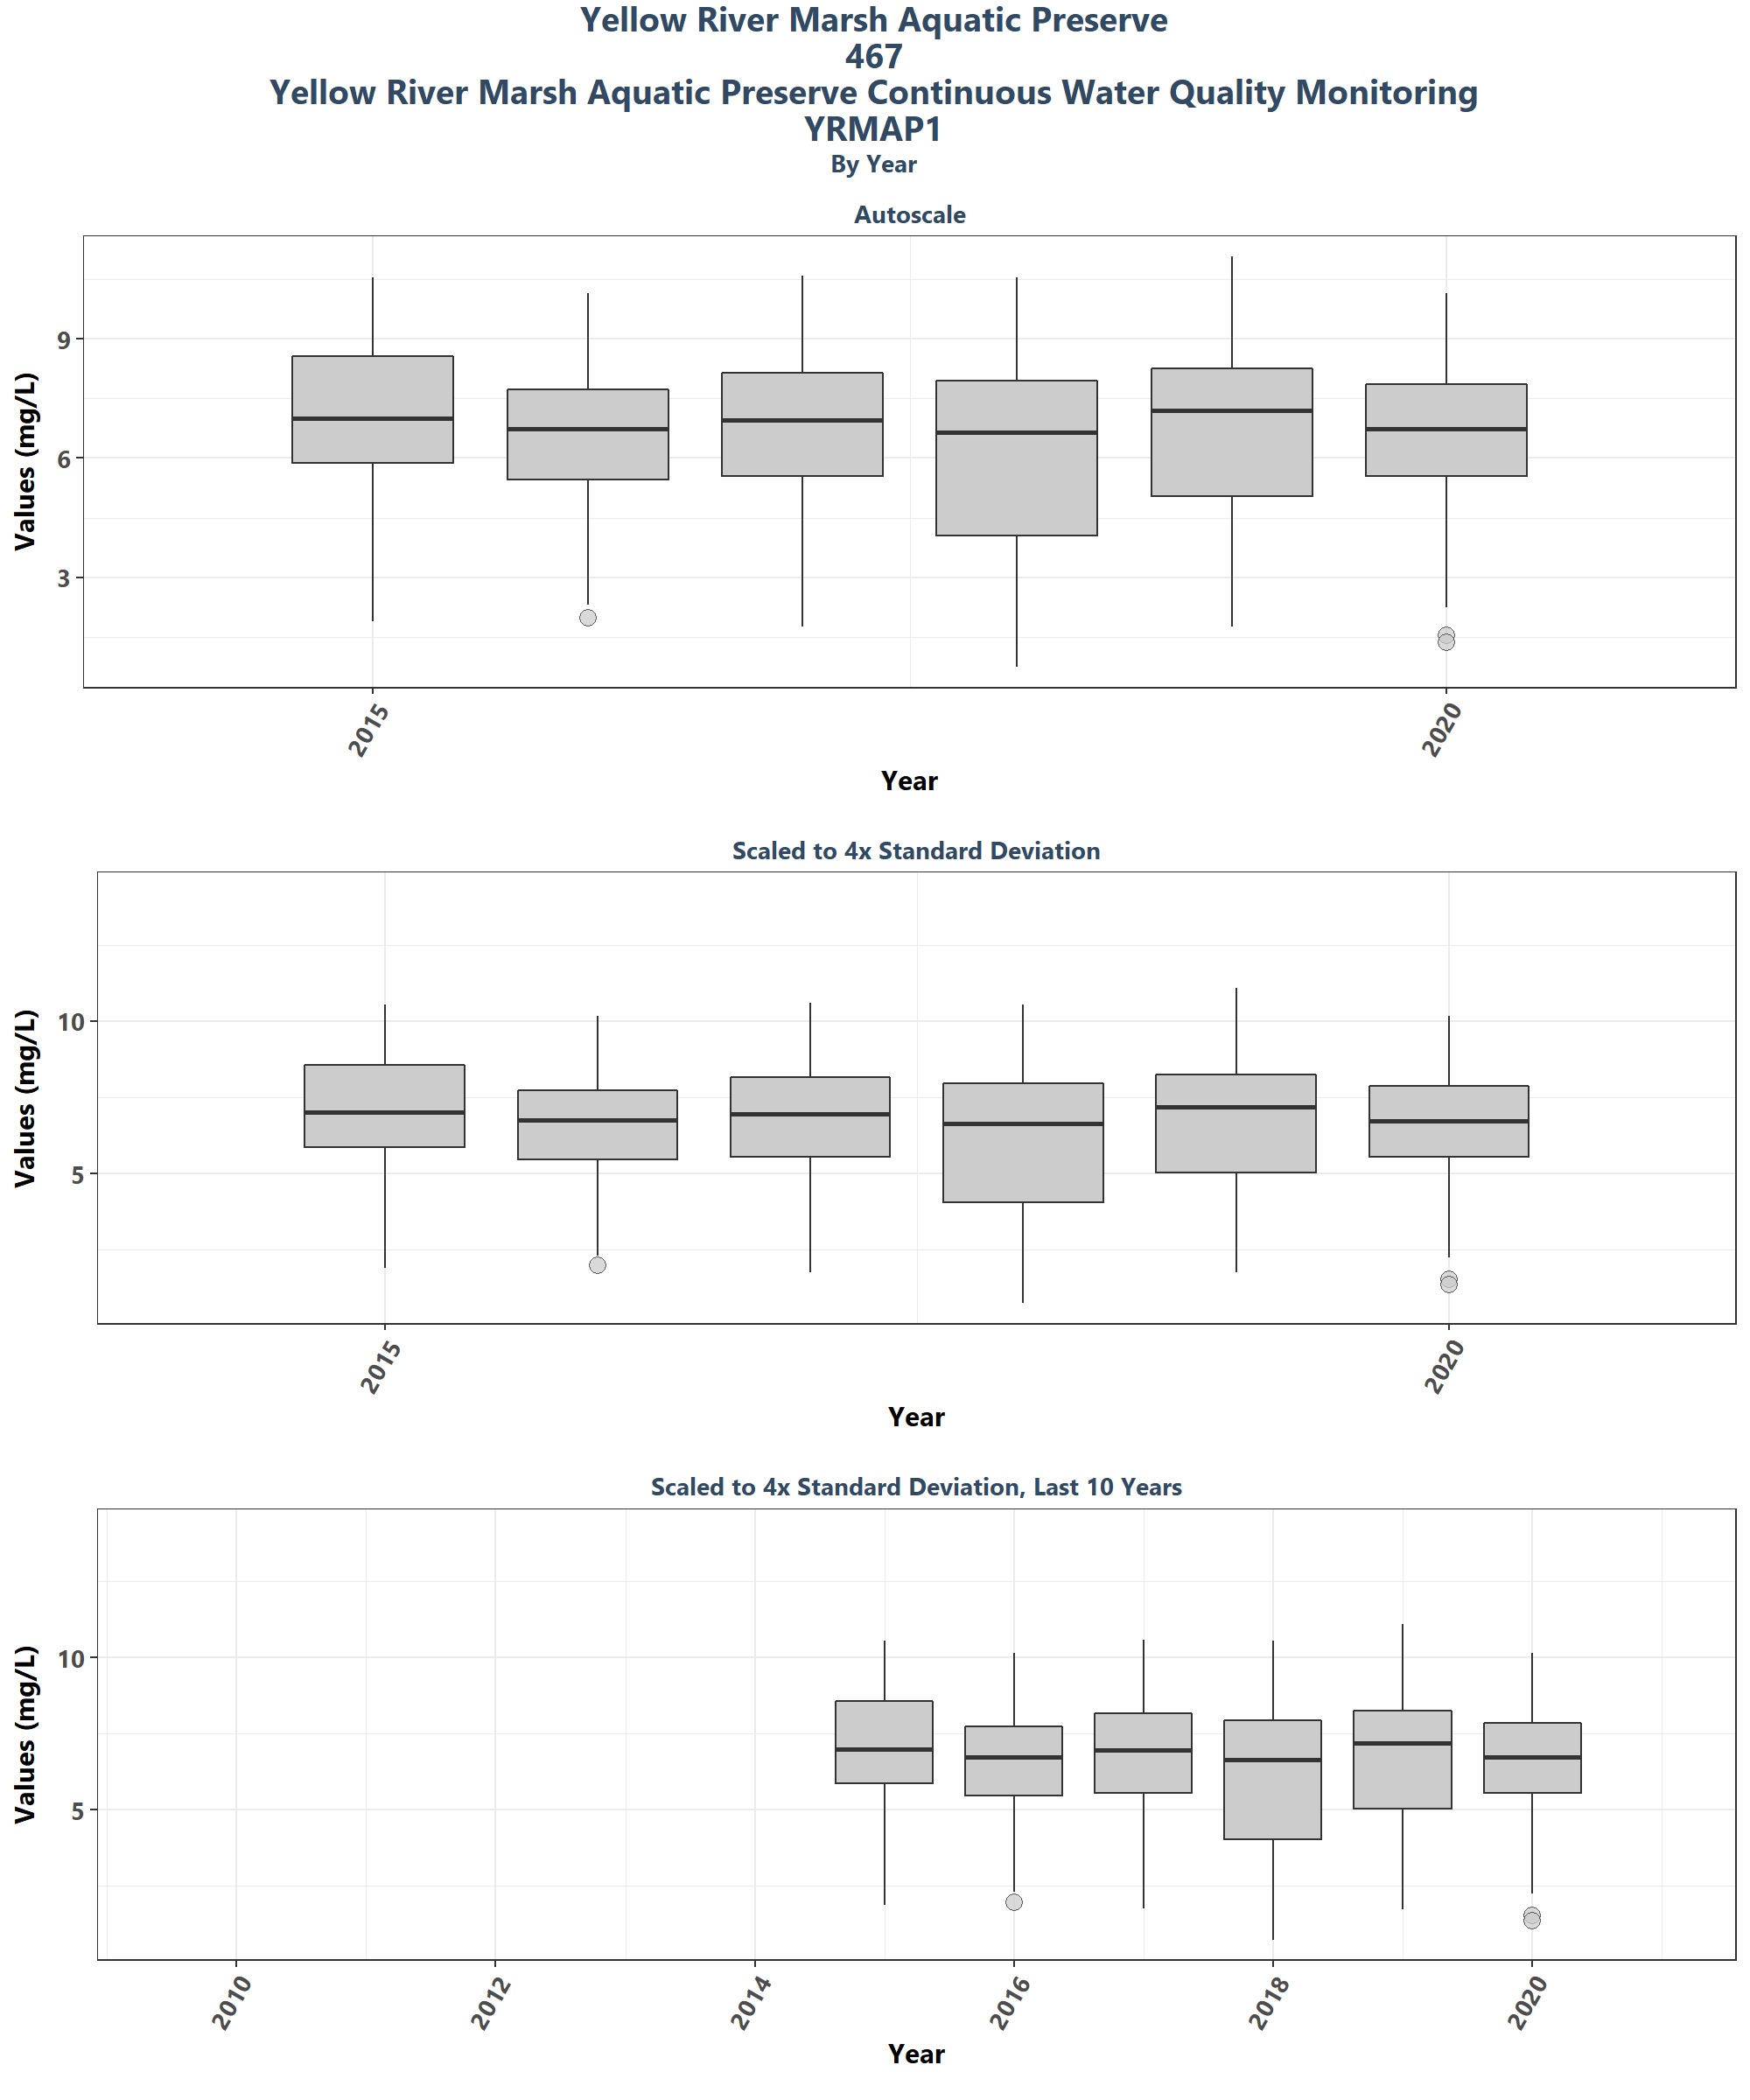 Yellow River Marsh Aquatic Preserve
467
Yellow River Marsh Aquatic Preserve Continuous Water Quality Monitoring
YRMAP1
By Year
Autoscale
Values (mg/L)
9
6
3
2015
2020
Year
Scaled to 4x Standard Deviation
Values (mg/L)
10
5
2015
2020
Year
Scaled to 4x Standard Deviation, Last 10 Years
Values (mg/L)
10
5
2010
2012
2014
2016
2018
2020
Year